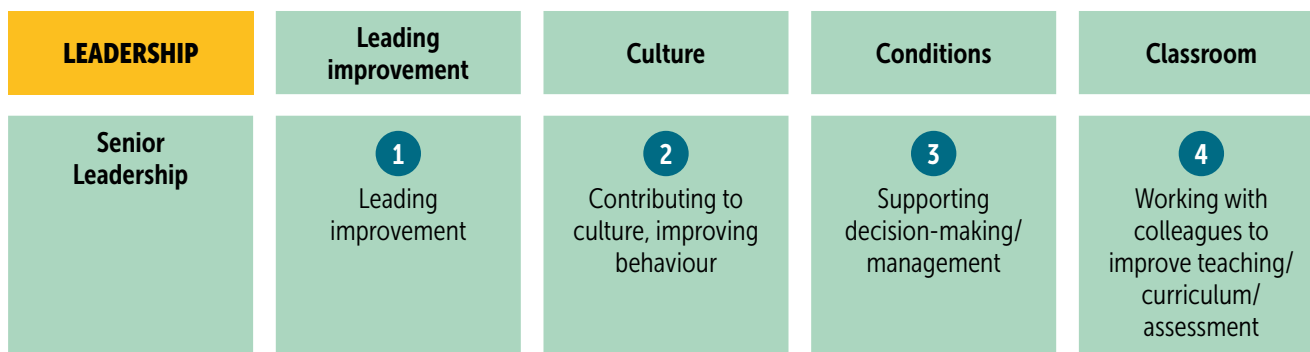 LEADERSHIP
Leading
improvement
Culture
Conditions
Classroom
Senior
Leadership
1
Leading
improvement
2
Contributing to
culture, improving
behaviour
3
Supporting
decision-making/
management
4
Working with
colleagues to
improve teaching/
curriculum/
assessment